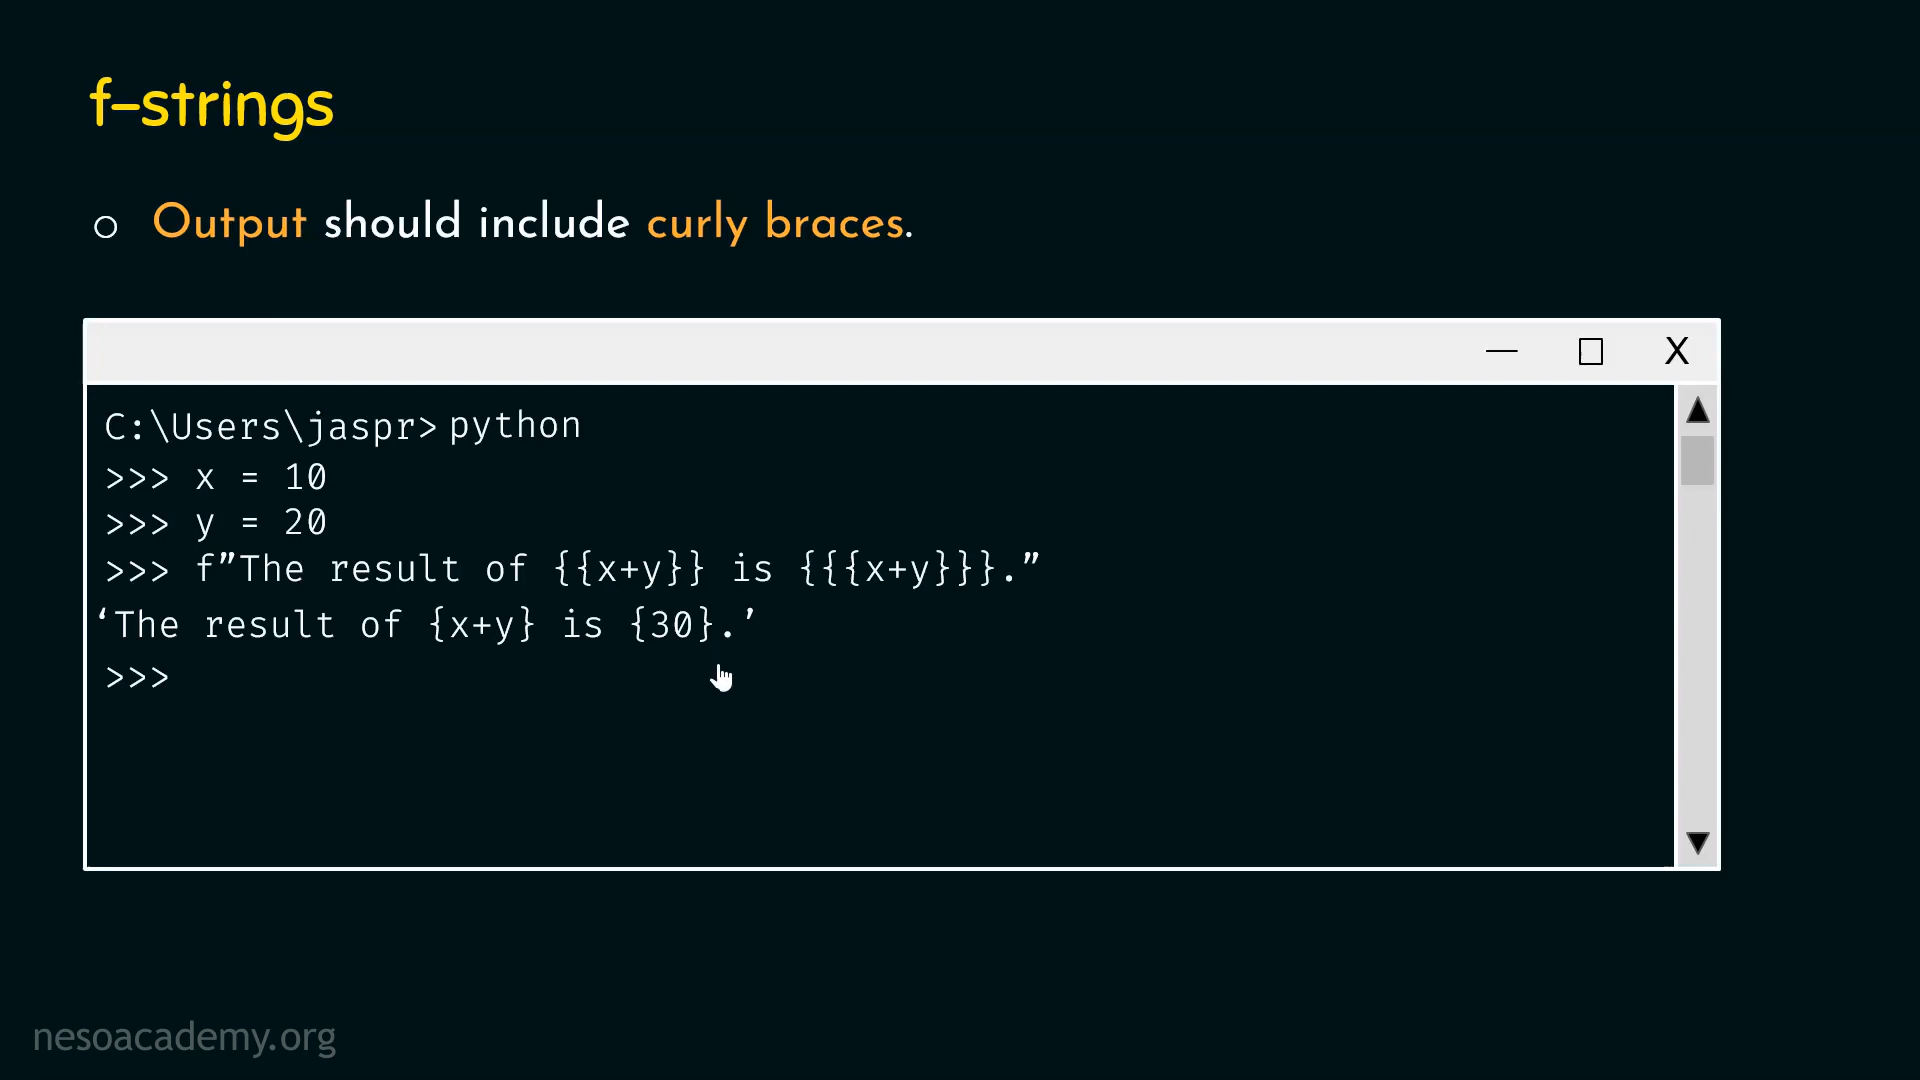 f-strings
○ Output should include curly braces.
— □ X
C:\Users\jaspr> python
>>> x = 10
>>> y = 20
>>> f”The result of {{x+y}} is {{{x+y}}}.”
‘The result of {x+y} is {30}.’
>>>
nesoacademy.org